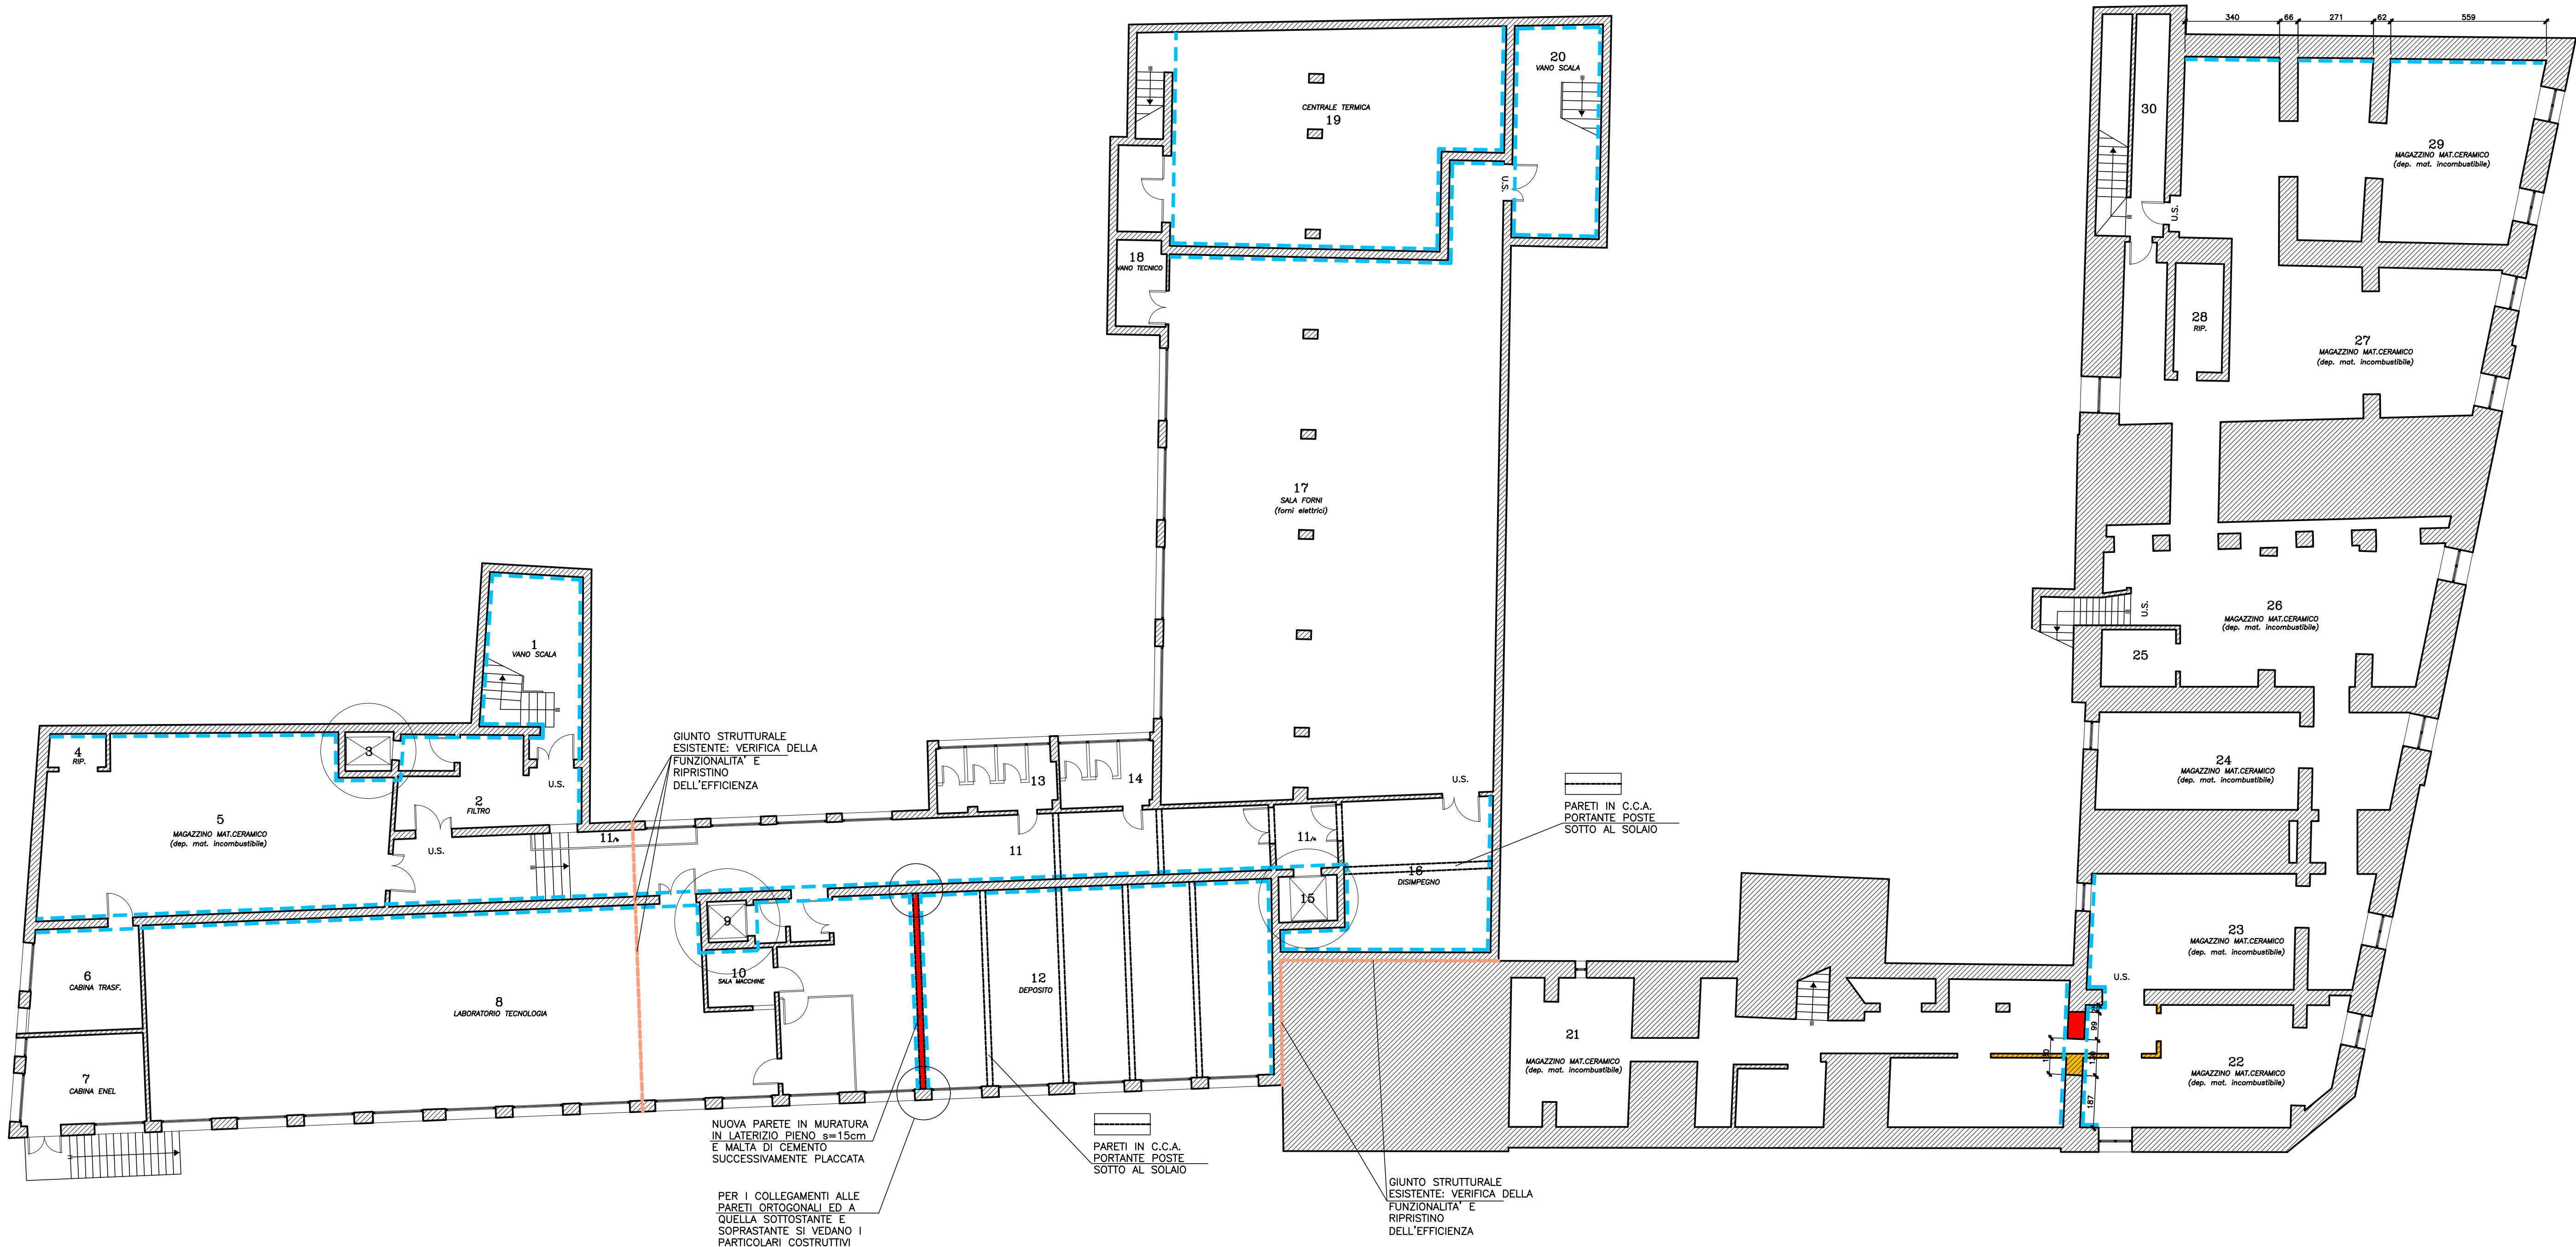 340
66
271
62
559
20
VANO SCALA
CENTRALE TERMICA
19
U.S.
30
29
MAGAZZINO MAT.CERAMICO
(dep. mat. incombustibile)
U.S.
18
VANO TECNICO
28
RIP.
27
MAGAZZINO MAT.CERAMICO
(dep. mat. incombustibile)
17
SALA FORNI
(forni elettrici)
1
VANO SCALA
26
MAGAZZINO MAT.CERAMICO
(dep. mat. incombustibile)
U.S.
25
4
RIP.
3
U.S.
2
FILTRO
5
MAGAZZINO MAT.CERAMICO
(dep. mat. incombustibile)
U.S.
GIUNTO STRUTTURALE
ESISTENTE: VERIFICA DELLA
FUNZIONALITA' E
RIPRISTINO
DELL'EFFICIENZA
13
14
U.S.
24
MAGAZZINO MAT.CERAMICO
(dep. mat. incombustibile)
PARETI IN C.C.A.
PORTANTE POSTE
SOTTO AL SOLAIO
11
16
DISIMPEGNO
15
9
10
SALA MACCHINE
12
DEPOSITO
6
CABINA TRASF.
8
LABORATORIO TECNOLOGIA
7
CABINA ENEL
23
MAGAZZINO MAT.CERAMICO
(dep. mat. incombustibile)
U.S.
99
130
130
187
21
MAGAZZINO MAT.CERAMICO
(dep. mat. incombustibile)
22
MAGAZZINO MAT.CERAMICO
(dep. mat. incombustibile)
NUOVA PARETE IN MURATURA
IN LATERIZIO PIENO s=15cm
E MALTA DI CEMENTO
SUCCESSIVAMENTE PLACCATA
PARETI IN C.C.A.
PORTANTE POSTE
SOTTO AL SOLAIO
PER I COLLEGAMENTI ALLE
PARETI ORTOGONALI ED A
QUELLA SOTTOSTANTE E
SOPRASTANTE SI VEDANO I
PARTICOLARI COSTRUTTIVI
GIUNTO STRUTTURALE
ESISTENTE: VERIFICA DELLA
FUNZIONALITA' E
RIPRISTINO
DELL'EFFICIENZA